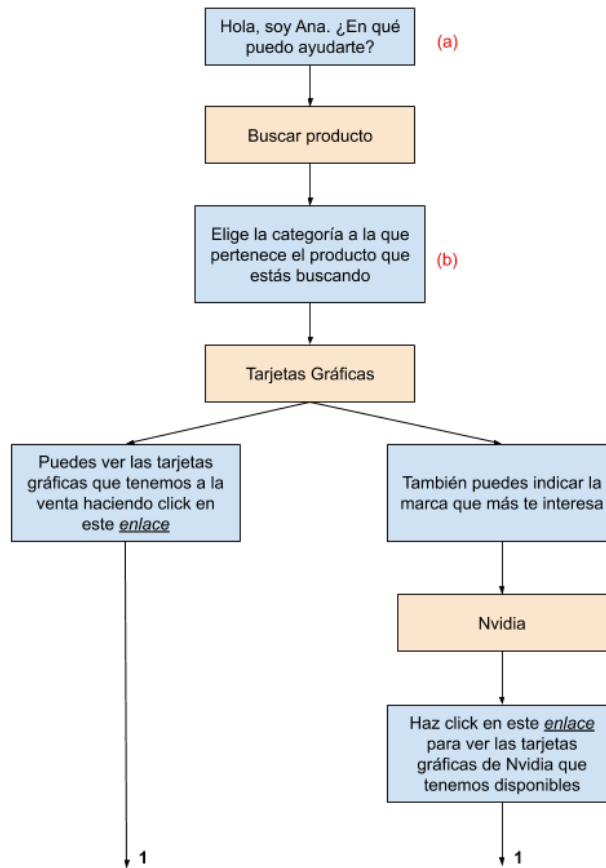 Hola, soy Ana. ¿En qué
puedo ayudarte?
(a)
Buscar producto
Elige la categoría a la que
pertenece el producto que
estás buscando
(b)
Tarjetas Gráficas
Puedes ver las tarjetas
gráficas que tenemos a la
venta haciendo click en
este enlace
También puedes indicar la
marca que más te interesa
Nvidia
Haz click en este enlace
para ver las tarjetas
gráficas de Nvidia que
tenemos disponibles
1
1